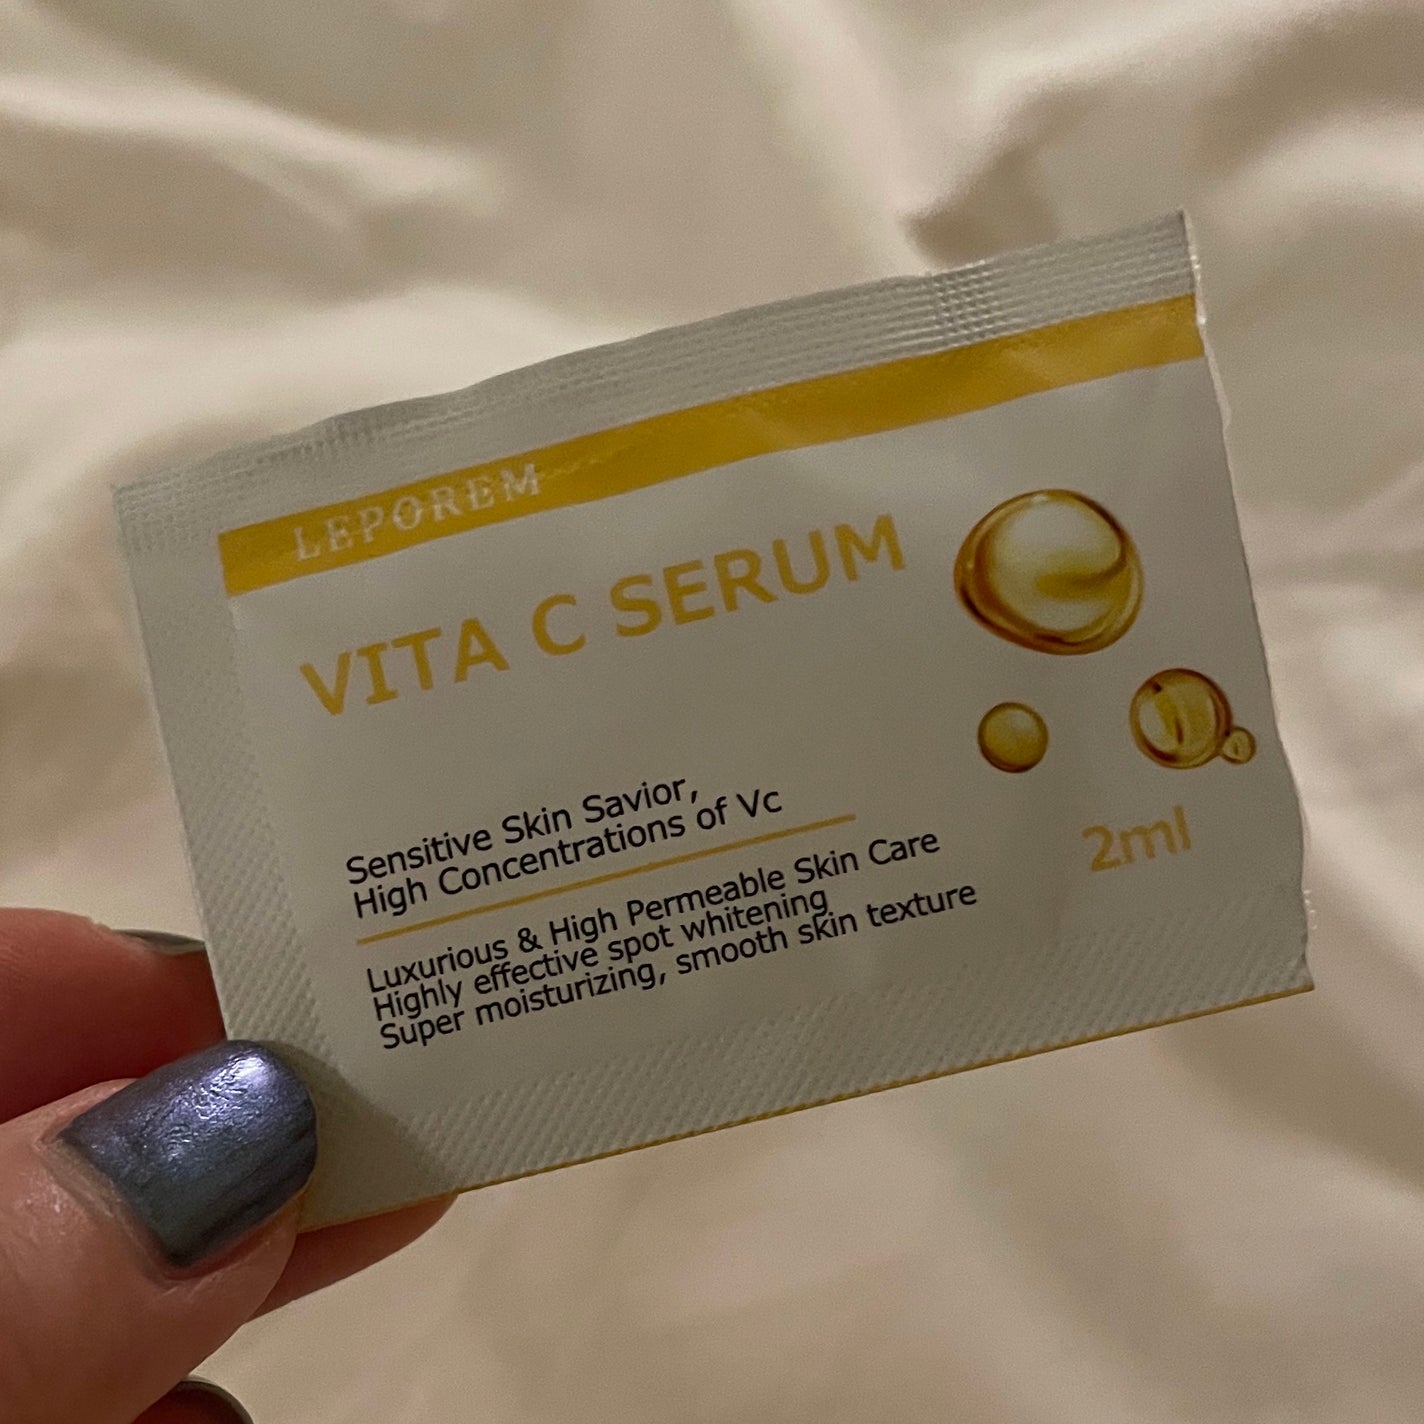 LEPOREM
VITA C SERUM
Sensitive Skin Savior,
High Concentrations of Vc
Luxurious & High Permeable Skin Care
Highly effective spot whitening
Super moisturizing, smooth skin texture
2ml